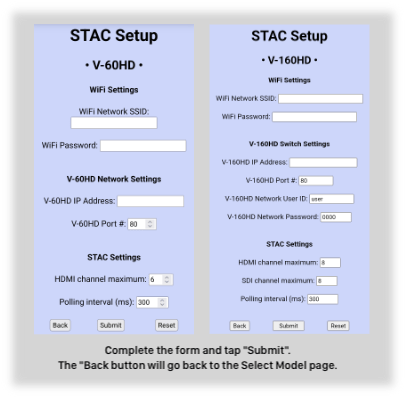 STAC Setup
• V-60HD •
WiFi Settings
WiFi Network SSID:
WiFi Password:
V-60HD Network Settings
V-60HD IP Address:
V-60HD Port #: 80
STAC Settings
HDMI channel maximum: 6
Polling interval (ms): 300
Back Submit Reset
STAC Setup
• V-160HD •
WiFi Settings
WiFi Network SSID:
WiFi Password:
V-160HD Switch Settings
V-160HD IP Address:
V-160HD Port #: 80
V-160HD Network User ID: user
V-160HD Network Password: 0000
STAC Settings
HDMI channel maximum: 8
SDI channel maximum: 8
Polling interval (ms): 300
Back Submit Reset
Complete the form and tap "Submit".
The "Back button will go back to the Select Model page.